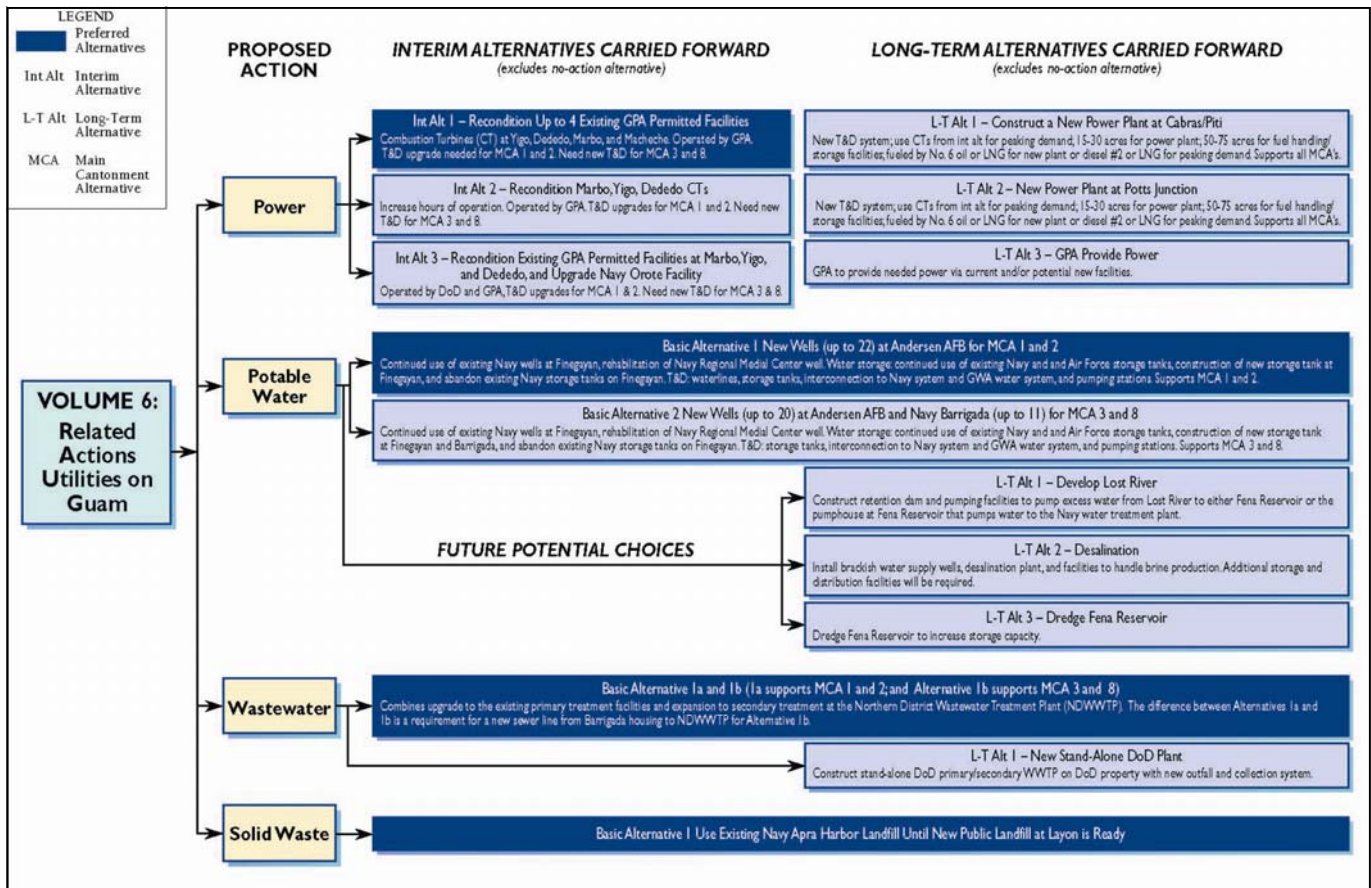 LEGEND
Preferred
Alternatives
Int Alt Interim
Alternative
L-T Alt Long-Term
Alternative
MCA Main
Cantonment
Alternative
PROPOSED
ACTION
INTERIM ALTERNATIVES CARRIED FORWARD
(excludes no-action alternative)
LONG-TERM ALTERNATIVES CARRIED FORWARD
(excludes no-action alternative)
VOLUME 6:
Related
Actions
Utilities on
Guam
Power
Int Alt 1 – Recondition Up to 4 Existing GPA Permitted Facilities
Combustion Turbines (CT) at Yigo, Dededo, Marbo, and Macheche. Operated by GPA.
T&D upgrade needed for MCA 1 and 2. Need new T&D for MCA 3 and 8.
Int Alt 2 – Recondition Marbo, Yigo, Dededo CTs
Increase hours of operation. Operated by GPA. T&D upgrades for MCA 1 and 2. Need new
T&D for MCA 3 and 8.
Int Alt 3 – Recondition Existing GPA Permitted Facilities at Marbo, Yigo,
and Dededo, and Upgrade Navy Orote Facility
Operated by DoD and GPA, T&D upgrades for MCA 1 & 2. Need new T&D for MCA 3 & 8.
L-T Alt 1 – Construct a New Power Plant at Cabras/Piti
New T&D system; use CTs from int alt for peaking demand; 15-30 acres for power plant; 50-75 acres for fuel handling/
storage facilities; fueled by No. 6 oil or LNG for new plant or diesel #2 or LNG for peaking demand. Supports all MCA's.
L-T Alt 2 – New Power Plant at Potts Junction
New T&D system; use CTs from int alt for peaking demand; 15-30 acres for power plant; 50-75 acres for fuel handling/
storage facilities; fueled by No. 6 oil or LNG for new plant or diesel #2 or LNG for peaking demand. Supports all MCA's.
L-T Alt 3 – GPA Provide Power
GPA to provide needed power via current and/or potential new facilities.
Potable
Water
Basic Alternative 1 New Wells (up to 22) at Andersen AFB for MCA 1 and 2
Continued use of existing Navy wells at Finegayan, rehabilitation of Navy Regional Medial Center well. Water storage: continued use of existing Navy and and Air Force storage tanks, construction of new storage tank at
Finegayan, and abandon existing Navy storage tanks on Finegayan. T&D: waterlines, storage tanks, interconnection to Navy system and GWA water system, and pumping stations. Supports MCA 1 and 2.
Basic Alternative 2 New Wells (up to 20) at Andersen AFB and Navy Barrigada (up to 11) for MCA 3 and 8
Continued use of existing Navy wells at Finegayan, rehabilitation of Navy Regional Medial Center well. Water storage: continued use of existing Navy and and Air Force storage tanks, construction of new storage tank
at Finegayan and Barrigada, and abandon existing Navy storage tanks on Finegayan. T&D: storage tanks, interconnection to Navy system and GWA water system, and pumping stations. Supports MCA 3 and 8.
FUTURE POTENTIAL CHOICES
L-T Alt 1 – Develop Lost River
Construct retention dam and pumping facilities to pump excess water from Lost River to either Fena Reservoir or the
pumphouse at Fena Reservoir that pumps water to the Navy water treatment plant.
L-T Alt 2 – Desalination
Install brackish water supply wells, desalination plant, and facilities to handle brine production. Additional storage and
distribution facilities will be required.
L-T Alt 3 – Dredge Fena Reservoir
Dredge Fena Reservoir to increase storage capacity.
Wastewater
Basic Alternative 1a and 1b (1a supports MCA 1 and 2; and Alternative 1b supports MCA 3 and 8)
Combines upgrade to the existing primary treatment facilities and expansion to secondary treatment at the Northern District Wastewater Treatment Plant (NDWWTP). The difference between Alternatives 1a and
1b is a requirement for a new sewer line from Barrigada housing to NDWWTP for Alternative 1b.
L-T Alt 1 – New Stand-Alone DoD Plant
Construct stand-alone DoD primary/secondary WWTP on DoD property with new outfall and collection system.
Solid Waste
Basic Alternative 1 Use Existing Navy Apra Harbor Landfill Until New Public Landfill at Layon is Ready